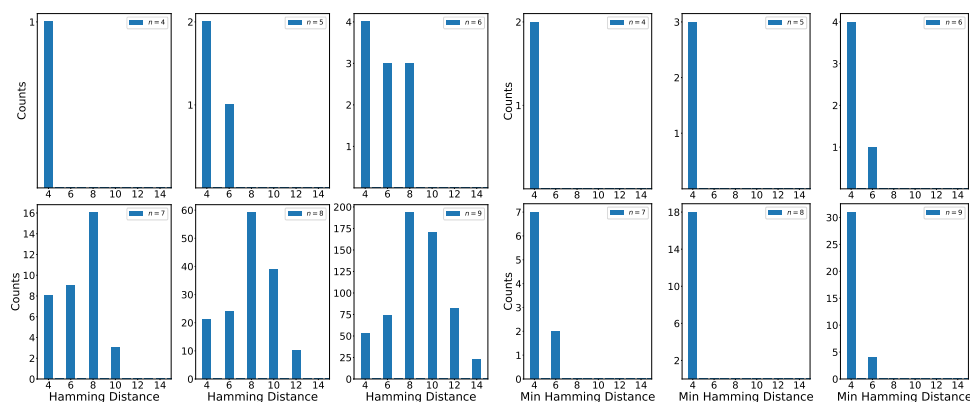 n = 4
n = 5
n = 6
n = 4
n = 5
n = 6
Counts
1
2
1
4
3
2
1
2
1
3
2
1
4
3
2
1
4 6 8 10 12 14
4 6 8 10 12 14
4 6 8 10 12 14
4 6 8 10 12 14
4 6 8 10 12 14
4 6 8 10 12 14
n = 7
n = 8
n = 9
n = 7
n = 8
n = 9
Counts
16
14
12
10
8
6
4
2
0
60
50
40
30
20
10
0
200
175
150
125
100
75
50
25
0
Counts
7
6
5
4
3
2
1
0
18
14
10
6
2
30
25
20
15
10
5
0
4 6 8 10 12 14
4 6 8 10 12 14
4 6 8 10 12 14
4 6 8 10 12 14
4 6 8 10 12 14
4 6 8 10 12 14
Hamming Distance
Hamming Distance
Hamming Distance
Min Hamming Distance
Min Hamming Distance
Min Hamming Distance